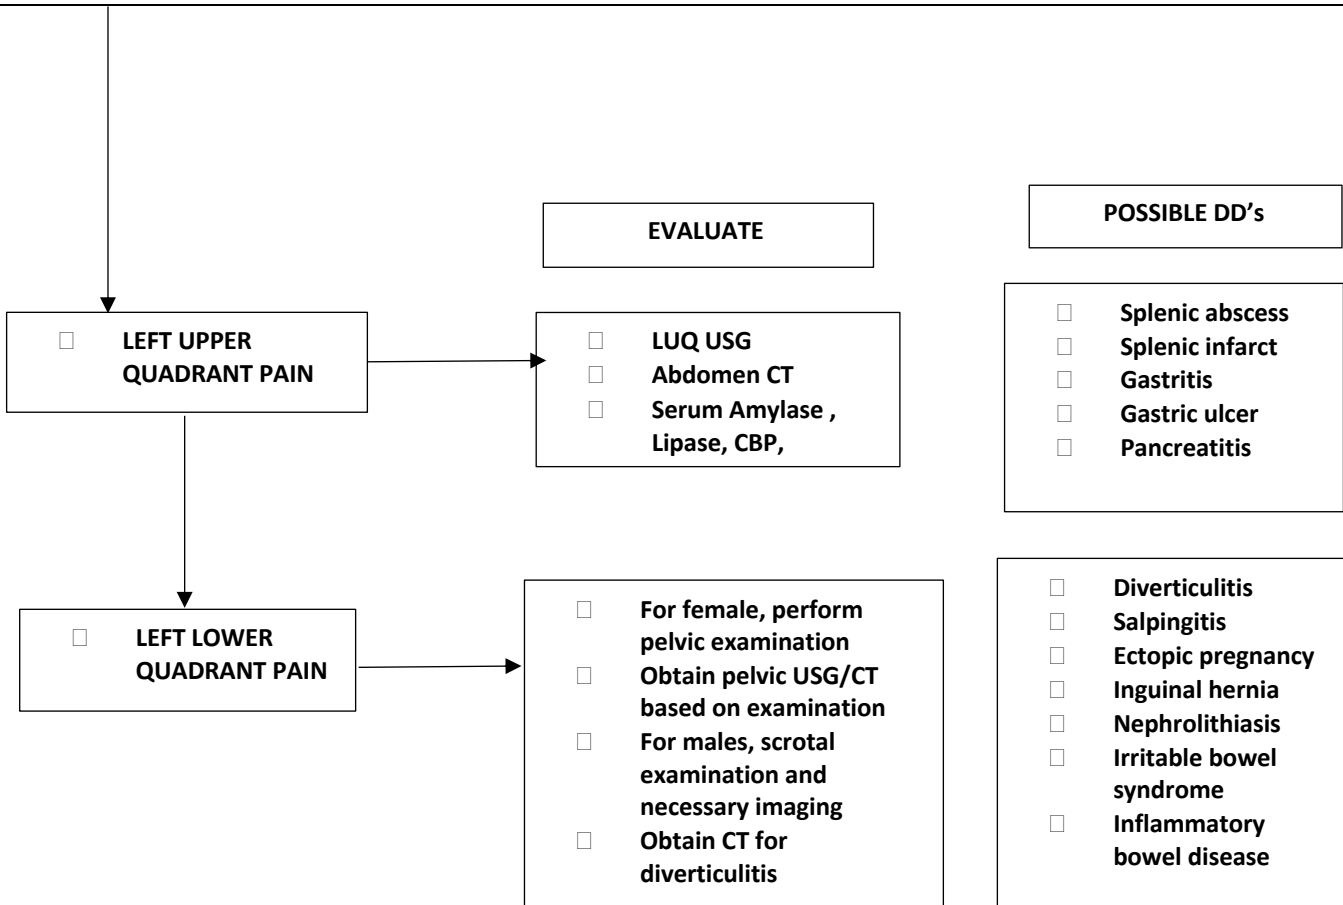 EVALUATE
POSSIBLE DD’s
LEFT UPPER
QUADRANT PAIN
LUQ USG
Abdomen CT
Serum Amylase ,
Lipase, CBP,
Splenic abscess
Splenic infarct
Gastritis
Gastric ulcer
Pancreatitis
LEFT LOWER
QUADRANT PAIN
For female, perform
pelvic examination
Obtain pelvic USG/CT
based on examination
For males, scrotal
examination and
necessary imaging
Obtain CT for
diverticulitis
Diverticulitis
Salpingitis
Ectopic pregnancy
Inguinal hernia
Nephrolithiasis
Irritable bowel
syndrome
Inflammatory
bowel disease